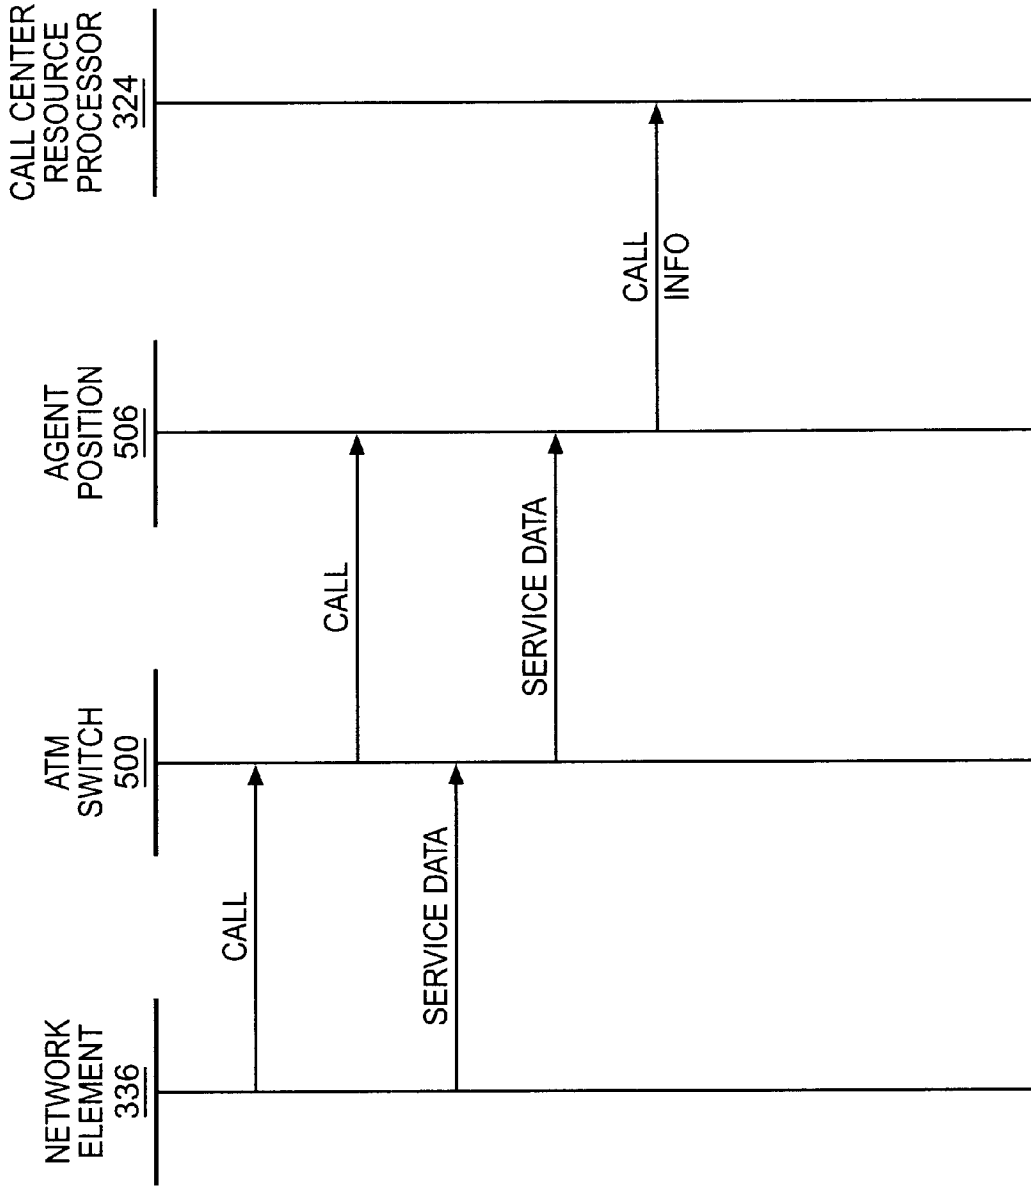 NETWORK
ELEMENT
336
ATM
SWITCH
500
AGENT
POSITION
506
CALL CENTER
RESOURCE
PROCESSOR
324
CALL
CALL
SERVICE DATA
SERVICE DATA
CALL
INFO